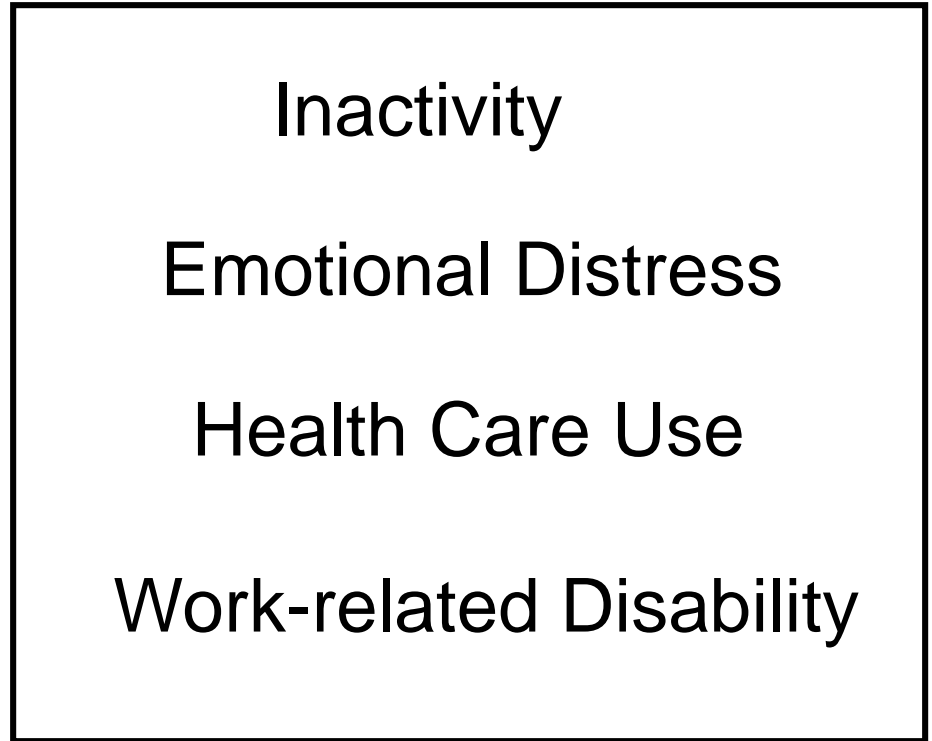 Inactivity
Emotional Distress
Health Care Use
Work-related Disability